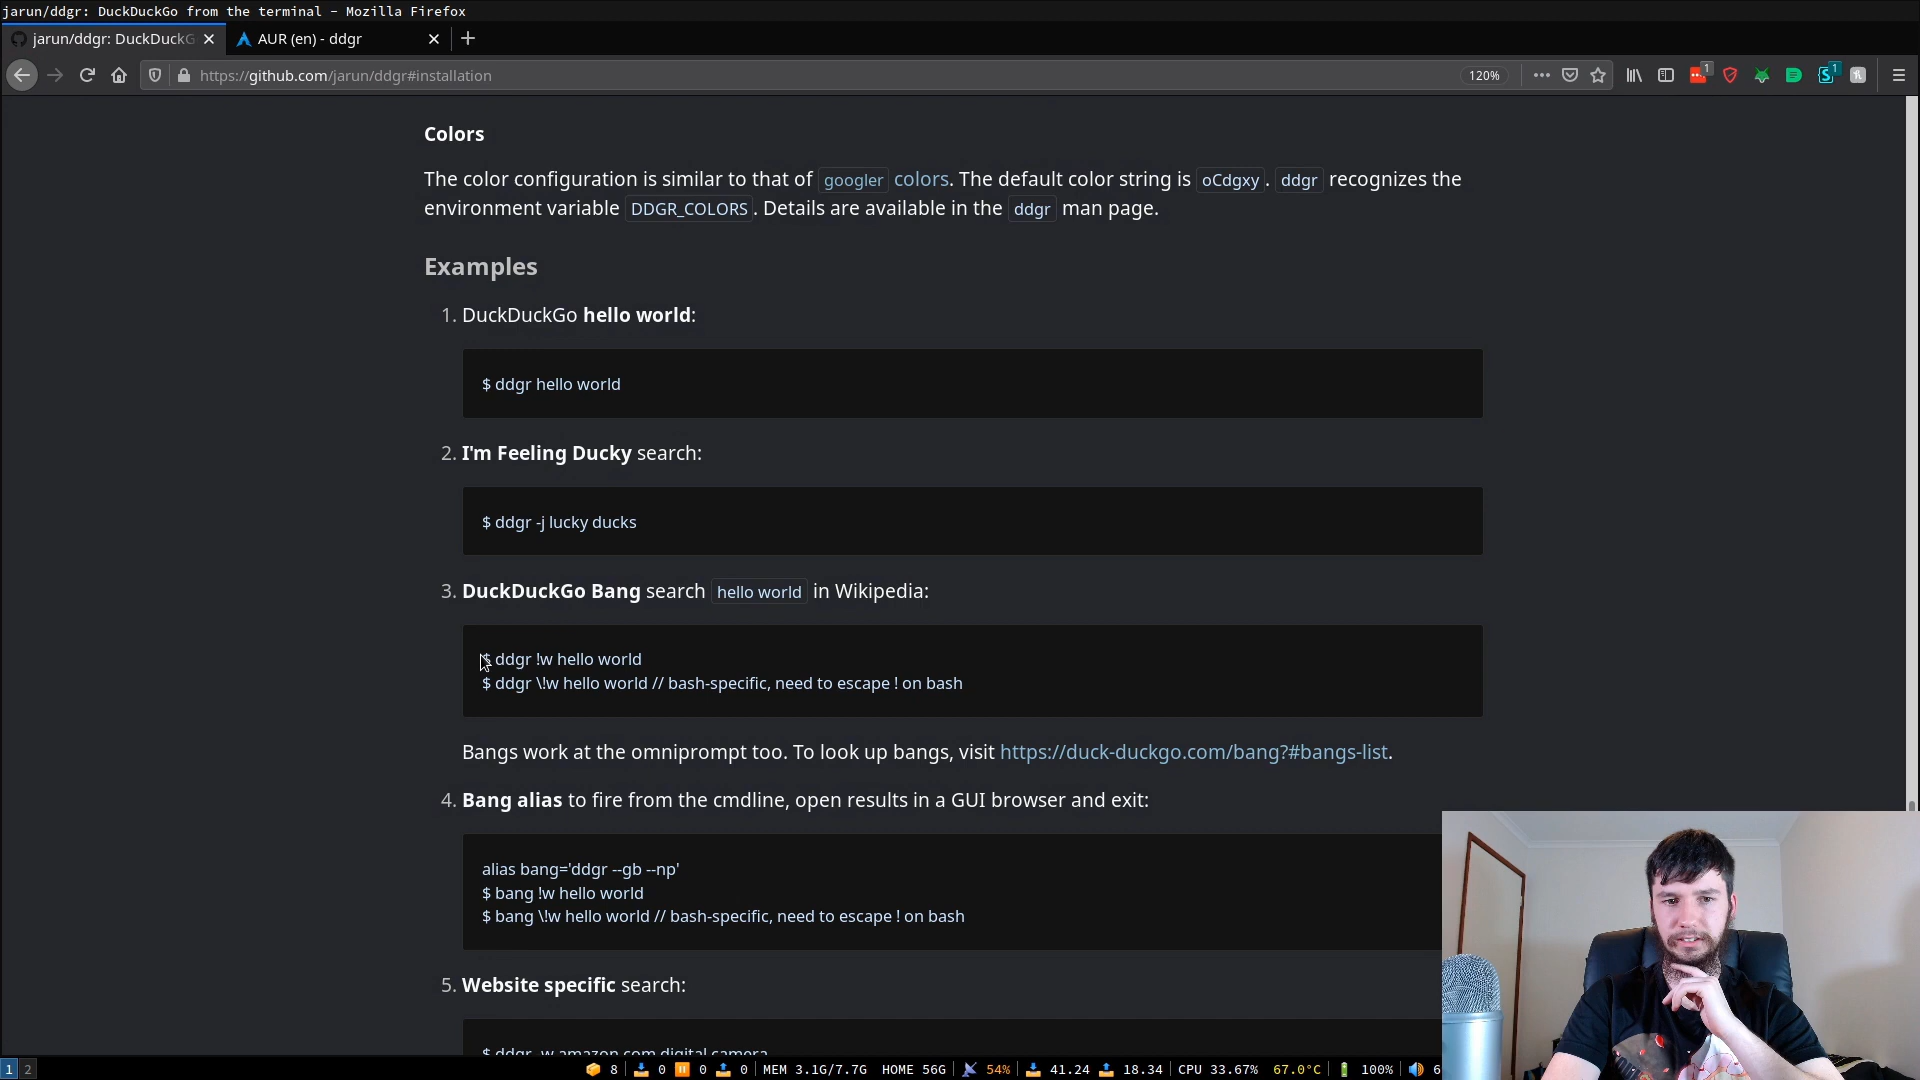 jarun/ddgr: DuckDuckGo from the terminal - Mozilla Firefox
jarun/ddgr: DuckDuckG
AUR (en) - ddgr
https://github.com/jarun/ddgr#installation
120%
1
1
Colors
The color configuration is similar to that of googler colors. The default color string is oCdgxy. ddgr recognizes the
environment variable DDGR_COLORS. Details are available in the ddgr man page.
Examples
1. DuckDuckGo hello world:
$ ddgr hello world
2. I'm Feeling Ducky search:
$ ddgr -j lucky ducks
3. DuckDuckGo Bang search hello world in Wikipedia:
$ ddgr !w hello world
$ ddgr \!w hello world // bash-specific, need to escape ! on bash
Bangs work at the omniprompt too. To look up bangs, visit https://duck-duckgo.com/bang?#bangs-list.
4. Bang alias to fire from the cmdline, open results in a GUI browser and exit:
alias bang='ddgr --gb --np'
$ bang !w hello world
$ bang \!w hello world // bash-specific, need to escape ! on bash
5. Website specific search:
$ ddgr -w amazon.com digital camera
1 2 8 0 0 0 MEM 3.1G/7.7G HOME 56G 54% 41.24 18.34 CPU 33.67% 67.0°C 100% 6